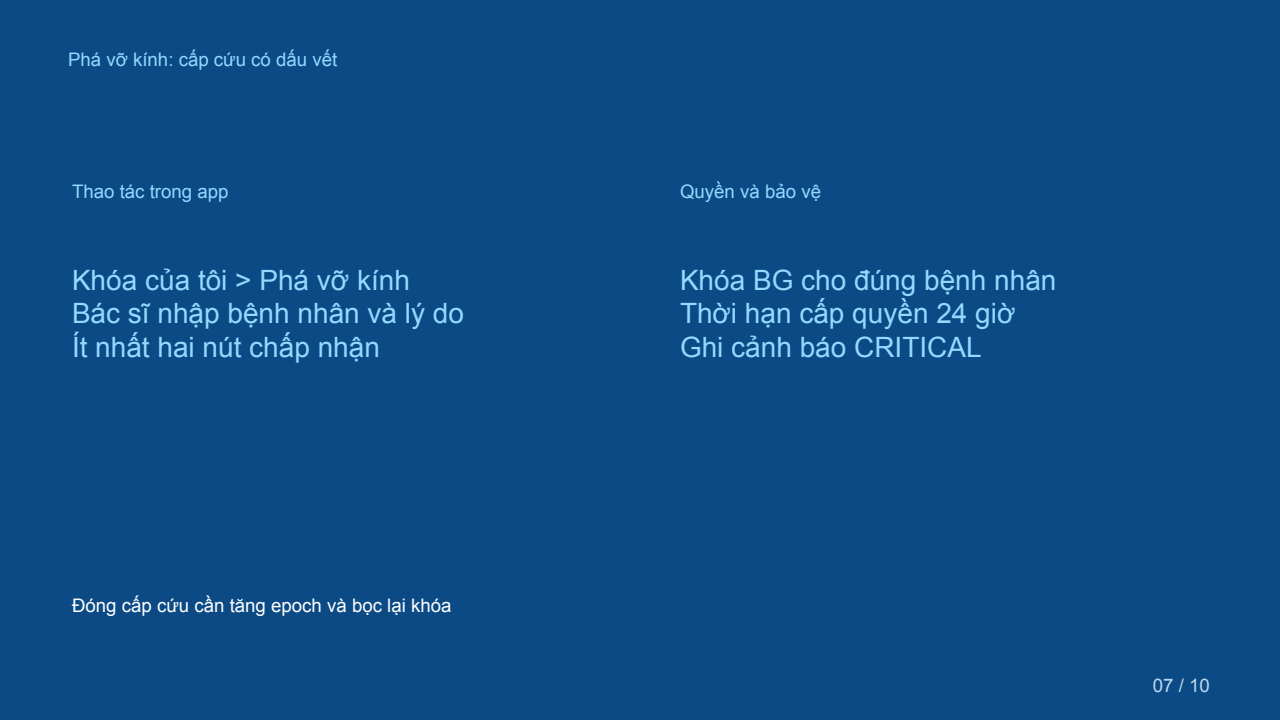 Phá vỡ kính: cấp cứu có dấu vết
Thao tác trong app
Khóa của tôi > Phá vỡ kính
Bác sĩ nhập bệnh nhân và lý do
Ít nhất hai nút chấp nhận
Quyền và bảo vệ
Khóa BG cho đúng bệnh nhân
Thời hạn cấp quyền 24 giờ
Ghi cảnh báo CRITICAL
Đóng cấp cứu cần tăng epoch và bọc lại khóa
07 / 10